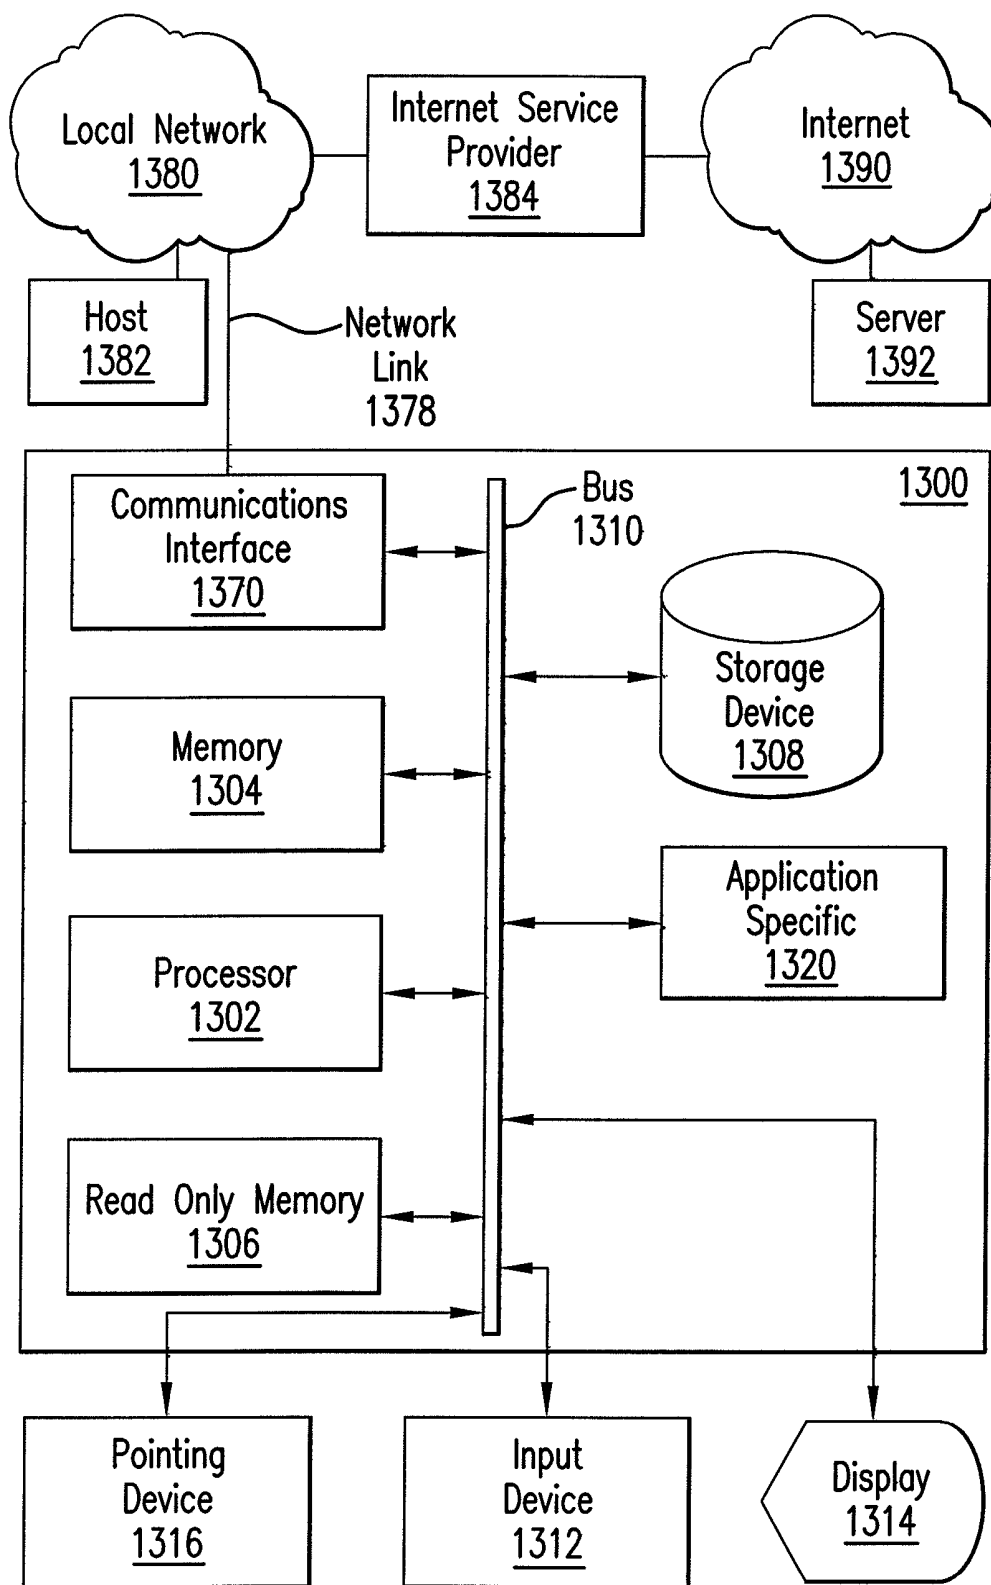 Local Network
1380
Internet Service
Provider
1384
Internet
1390
Host
1382
Network
Link
1378
Server
1392
1300
Communications
Interface
1370
Bus
1310
Storage
Device
1308
Memory
1304
Application
Specific
1320
Processor
1302
Read Only Memory
1306
Pointing
Device
1316
Input
Device
1312
Display
1314